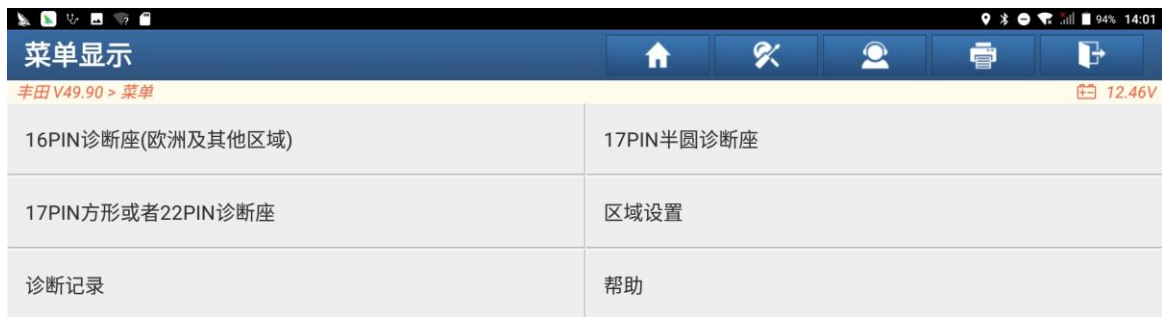 94% 14:01
菜单显示
丰田 V49.90 > 菜单 12.46V
16PIN诊断座(欧洲及其他区域) 17PIN半圆诊断座
17PIN方形或者22PIN诊断座 区域设置
诊断记录 帮助